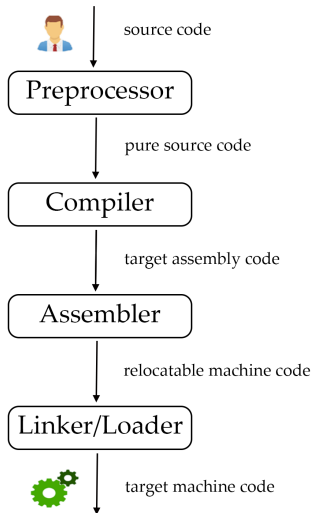 source code
Preprocessor
pure source code
Compiler
target assembly code
Assembler
relocatable machine code
Linker/Loader
target machine code